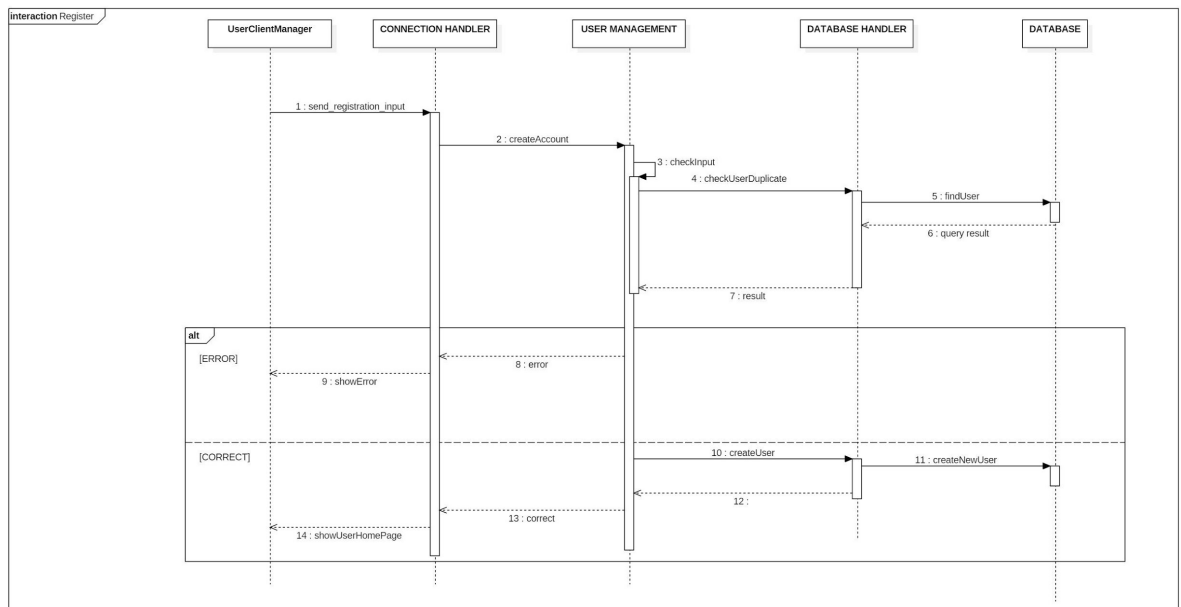 interaction Register
UserClientManager
CONNECTION HANDLER
USER MANAGEMENT
DATABASE HANDLER
DATABASE
1 : send_registration_input
2 : createAccount
3 : checkInput
4 : checkUserDuplicate
5 : findUser
6 : query result
7 : result
alt
[ERROR]
8 : error
9 : showError
[CORRECT]
10 : createUser
11 : createNewUser
12 :
13 : correct
14 : showUserHomePage